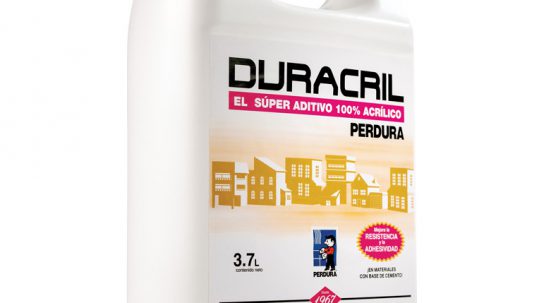 DURACRIL
EL SÚPER ADITIVO 100% ACRÍLICO
PERDURA
Mejora la
RESISTENCIA
y la
ADHESIVIDAD
¡EN MATERIALES
CON BASE DE CEMENTO!
3.7L
contenido neto
PERDURA
1967